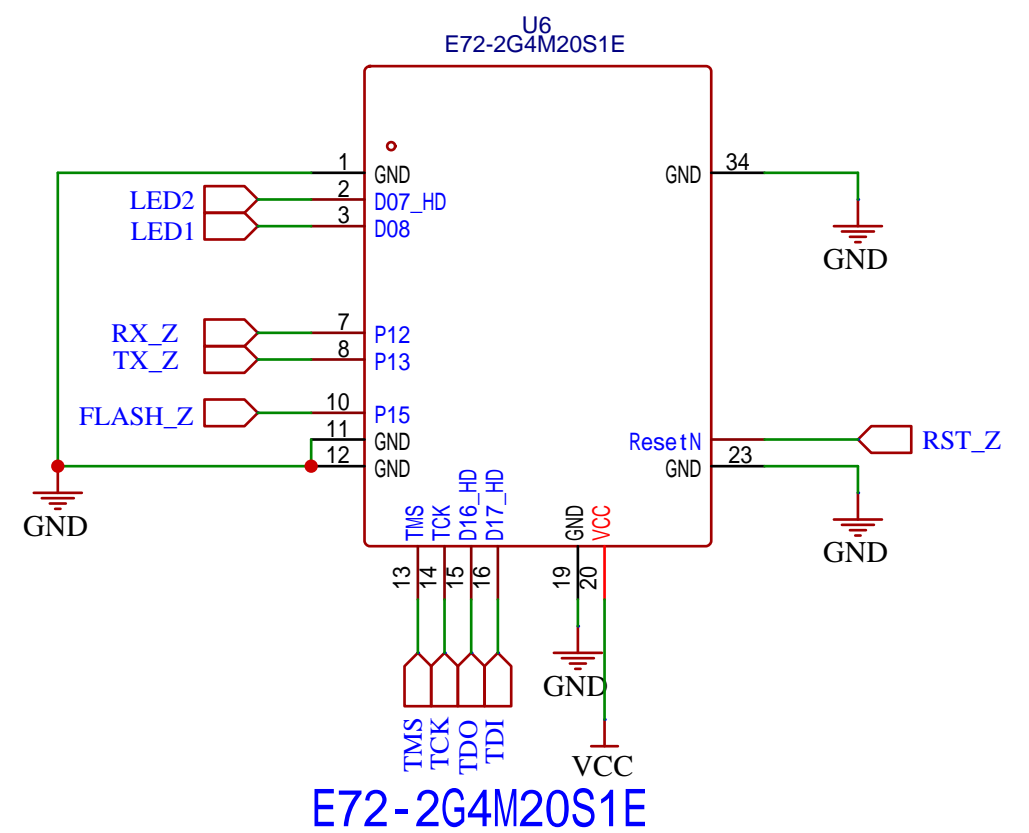 U6
E72-2G4M20S1E
1
GND
GND
34
LED2
2
D07_HD
LED1
3
D08
GND
RX_Z
7
P12
TX_Z
8
P13
FLASH_Z
10
P15
11
GND
ResetN
RST_Z
12
GND
GND
23
GND
GND
TMS
TCK
D16_HD
D17_HD
GND
VCC
13
14
15
16
19
20
GND
TMS
TCK
TDO
TDI
VCC
E72-2G4M20S1E